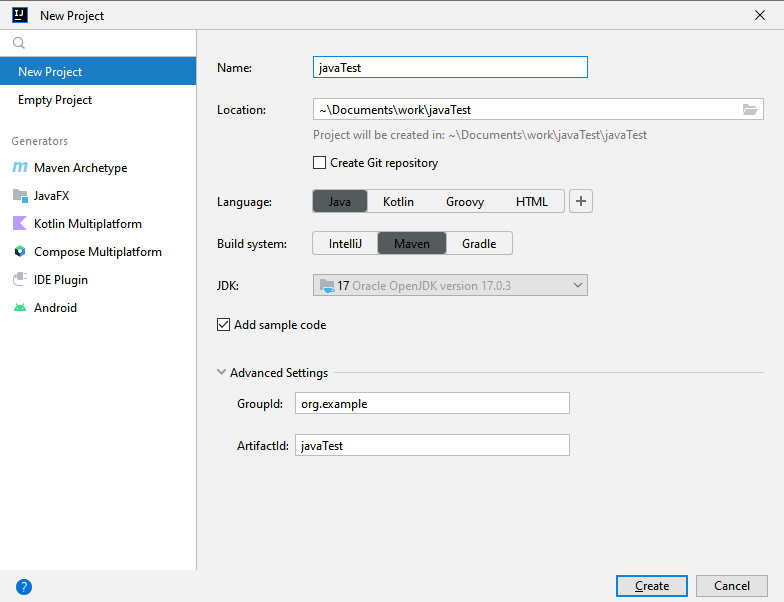 IJ New Project
New Project
Empty Project
Generators
m Maven Archetype
JavaFX
Kotlin Multiplatform
Compose Multiplatform
IDE Plugin
Android
Name: javaTest
Location: ~\Documents\work\javaTest
Project will be created in: ~\Documents\work\javaTest\javaTest
Create Git repository
Language: Java Kotlin Groovy HTML +
Build system: IntelliJ Maven Gradle
JDK: 17 Oracle OpenJDK version 17.0.3
Add sample code
Advanced Settings
GroupId: org.example
ArtifactId: javaTest
? Create Cancel